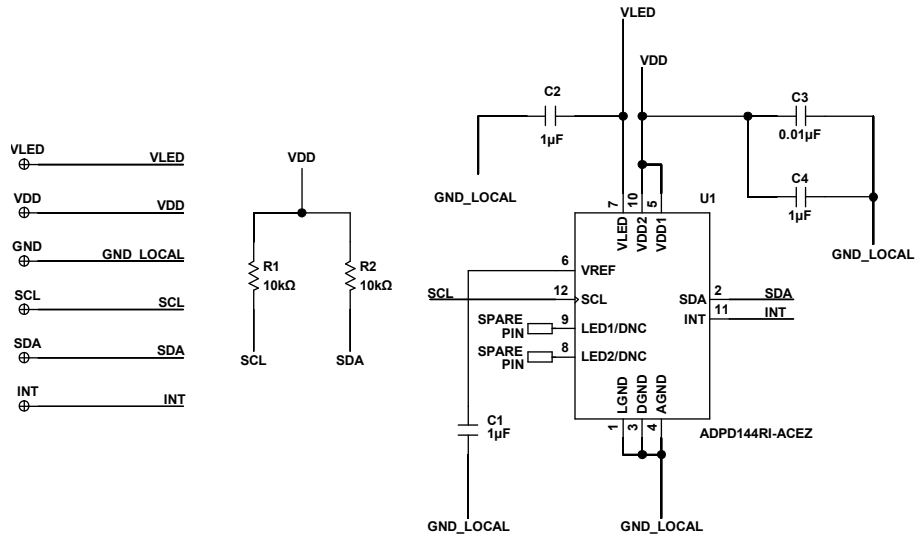 VLED
VDD
C2
1µF
GND_LOCAL
C3
0.01µF
C4
1µF
GND_LOCAL
VLED
VLED
VDD
VDD
GND
GND_LOCAL
SCL
SCL
SDA
SDA
INT
INT
VDD
R1
10kΩ
R2
10kΩ
SCL
SDA
7
10
5
U1
VLED
VDD2
VDD1
6
VREF
SCL
12
SCL
SPARE
PIN
9
LED1/DNC
SPARE
PIN
8
LED2/DNC
SDA
2
SDA
INT
11
INT
LGND
DGND
AGND
1
3
4
ADPD144RI-ACEZ
C1
1µF
GND_LOCAL
GND_LOCAL